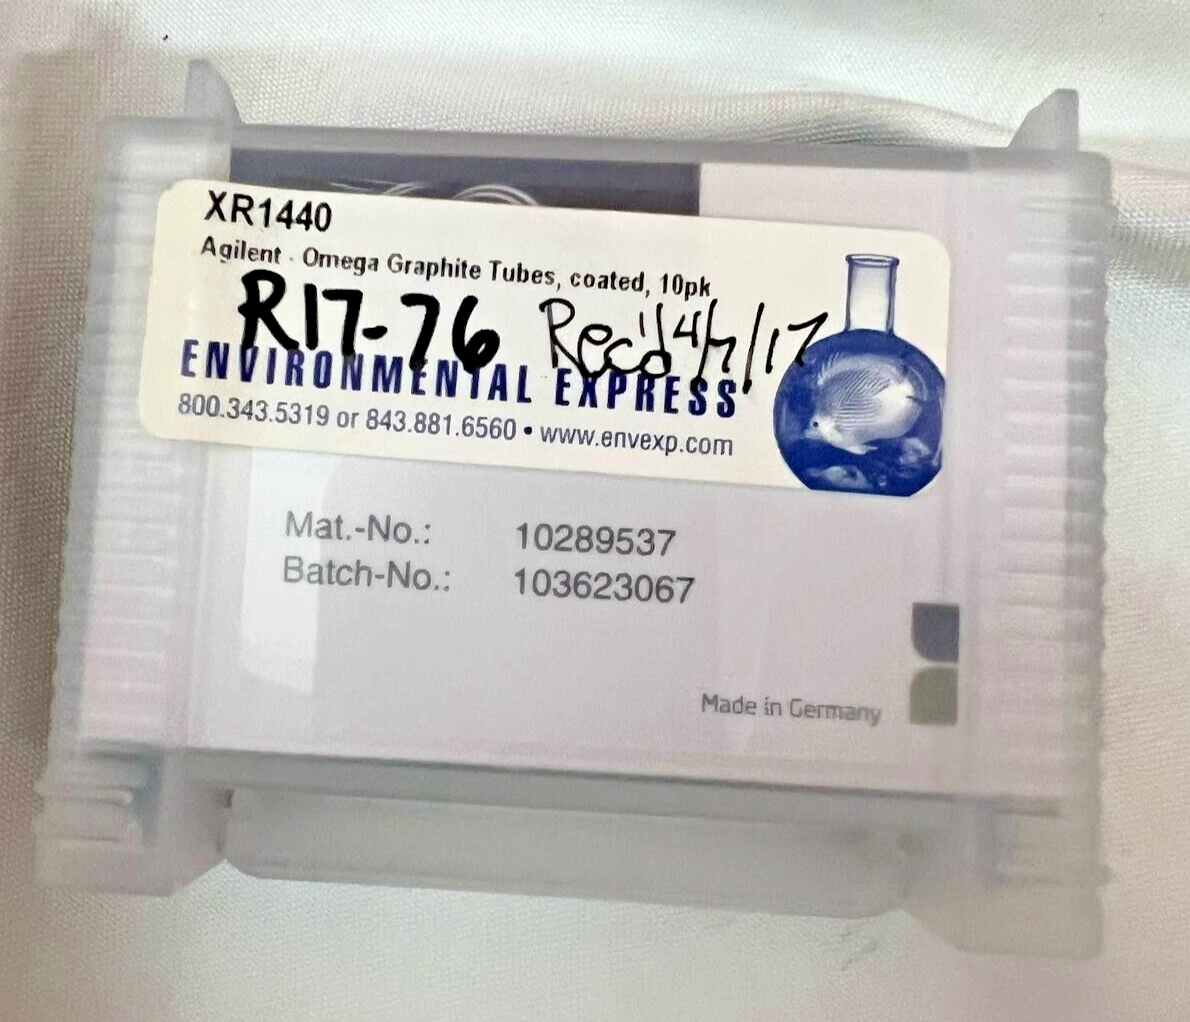 XR1440
Agilent - Omega Graphite Tubes, coated, 10pk
R17-76 Rec'd 4/7/17
ENVIRONMENTAL EXPRESS
800.343.5319 or 843.881.6560 • www.envexp.com
Mat.-No.: 10289537
Batch-No.: 103623067
Made in Germany